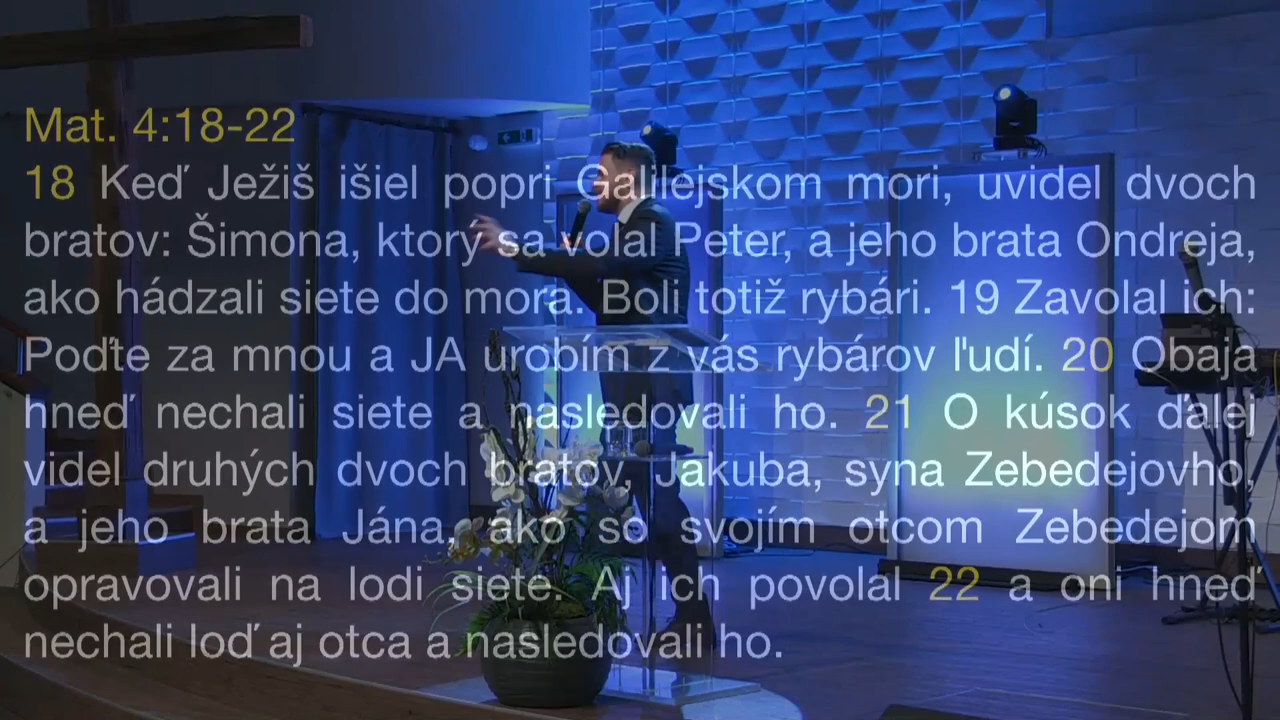 Mat. 4:18-22
18 Keď Ježiš išiel popri Galilejskom mori, uvidel dvoch
bratov: Šimona, ktorý sa volal Peter, a jeho brata Ondreja,
ako hádzali siete do mora. Boli totiž rybári. 19 Zavolal ich:
Poďte za mnou a JA urobím z vás rybárov ľudí. 20 Obaja
hneď nechali siete a nasledovali ho. 21 O kúsok ďalej
videl druhých dvoch bratov, Jakuba, syna Zebedejovho,
a jeho brata Jána, ako so svojím otcom Zebedejom
opravovali na lodi siete. Aj ich povolal 22 a oni hneď
nechali loď aj otca a nasledovali ho.